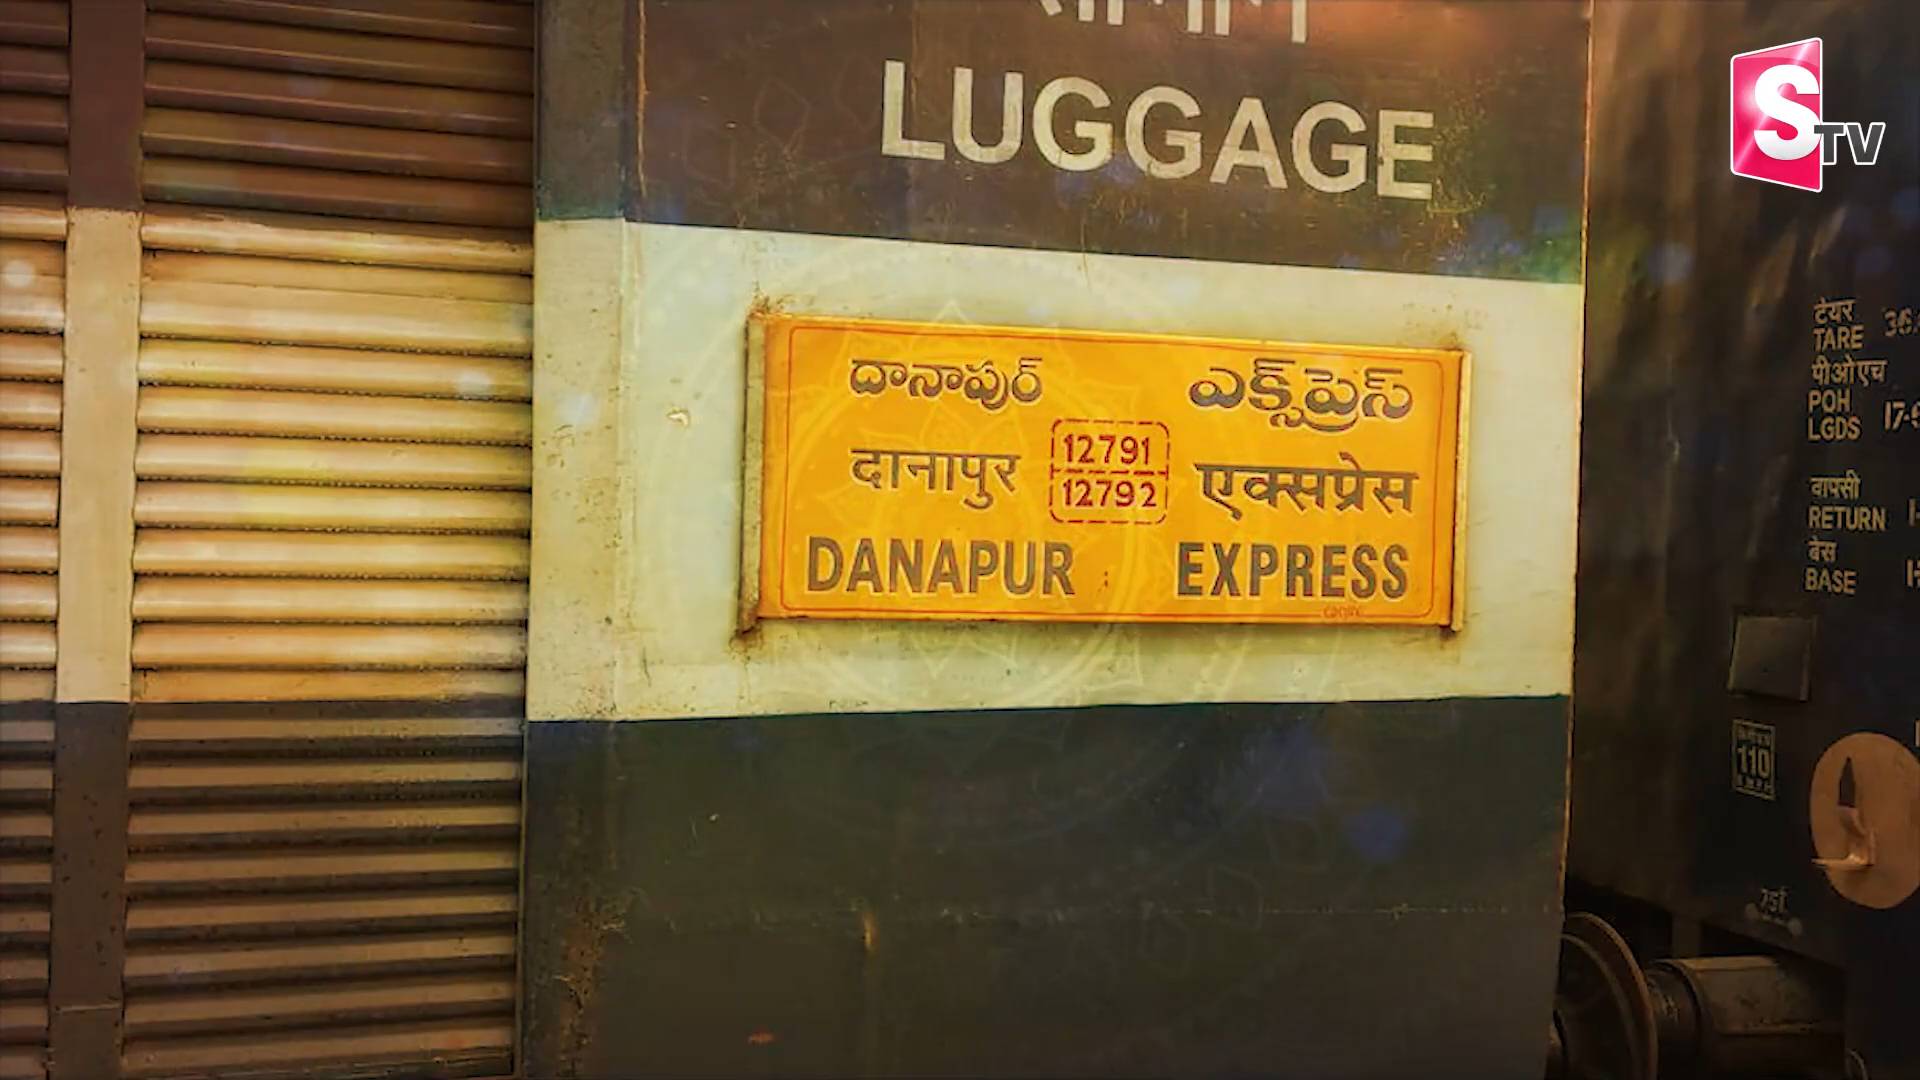 LUGGAGE
STV
దానాపుర్ ఎక్స్‌ప్రెస్
दानापुर 12791 एक्सप्रेस
12792
DANAPUR EXPRESS
टेयर
TARE
पीओएच
POH
LGDS
वापसी
RETURN
बेस
BASE
110